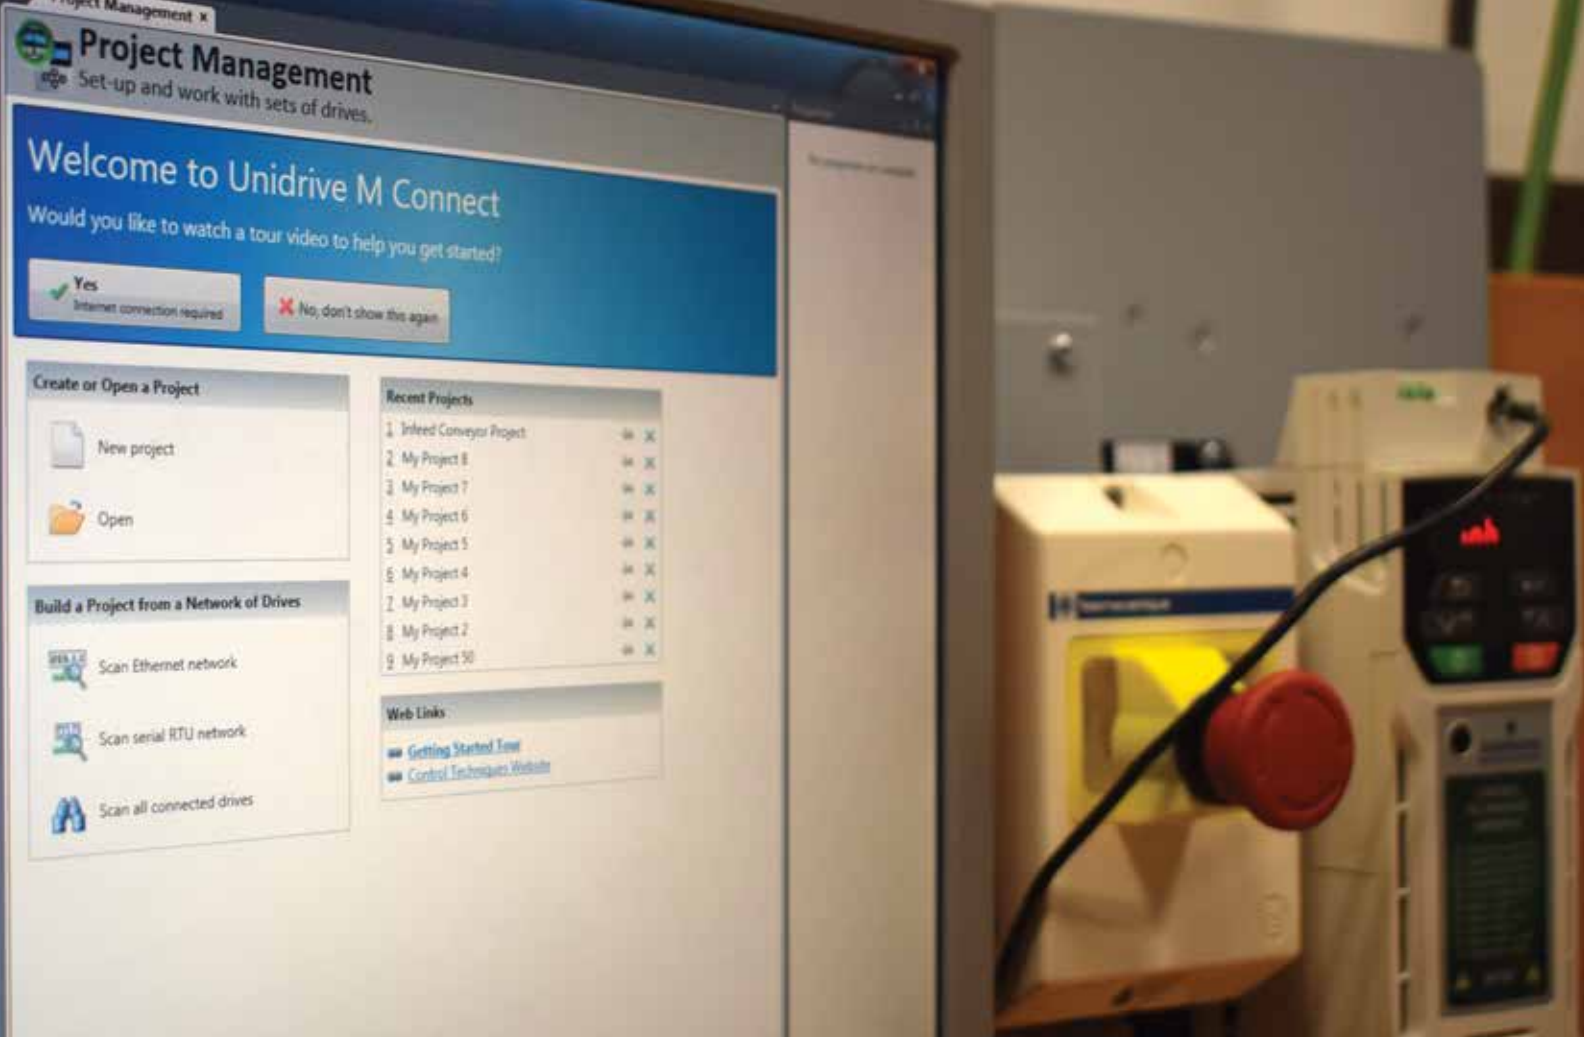 Project Management x
Project Management
Set-up and work with sets of drives.
Welcome to Unidrive M Connect
Would you like to watch a tour video to help you get started?
Yes
Internet connection required
No, don't show this again
Create or Open a Project
New project
Open
Build a Project from a Network of Drives
Scan Ethernet network
Scan serial RTU network
Scan all connected drives
Recent Projects
1 Infeed Conveyor Project
2 My Project 8
3 My Project 7
4 My Project 6
5 My Project 5
6 My Project 4
7 My Project 3
8 My Project 2
9 My Project 50
Web Links
Getting Started Tour
Control Techniques Website
inh